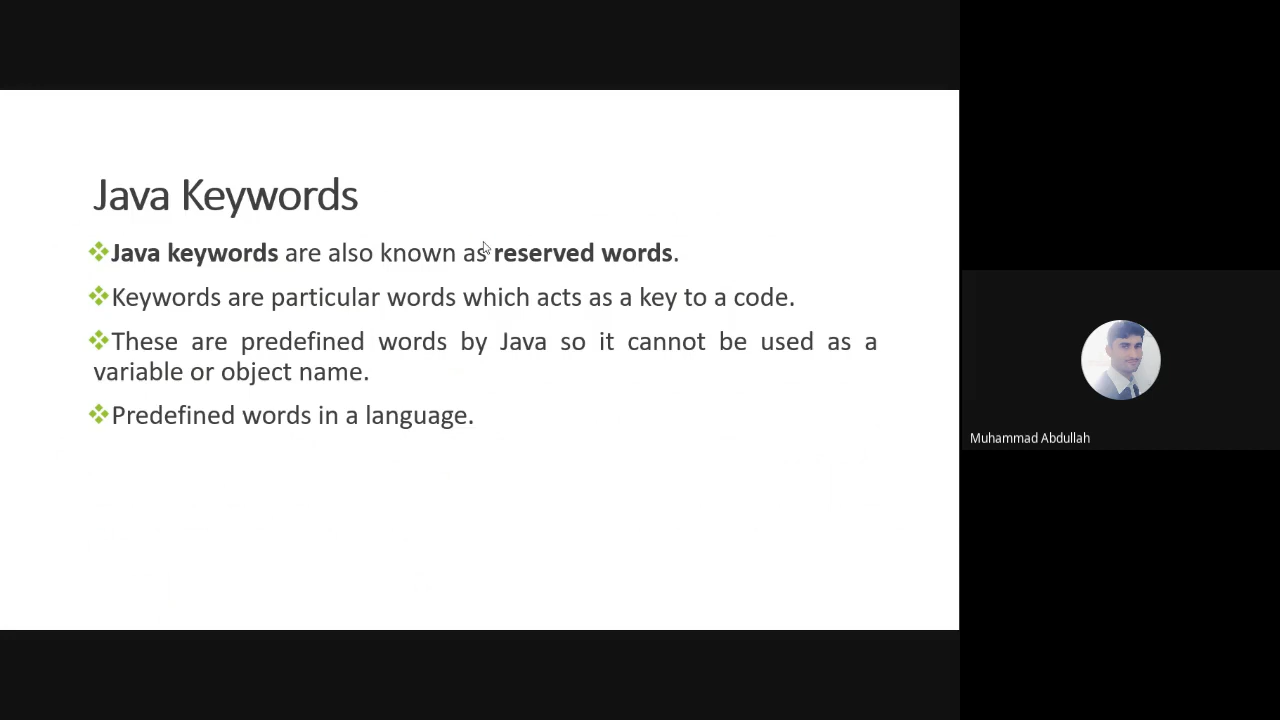 Java Keywords
Java keywords are also known as reserved words.
Keywords are particular words which acts as a key to a code.
These are predefined words by Java so it cannot be used as a
variable or object name.
Predefined words in a language.
Muhammad Abdullah